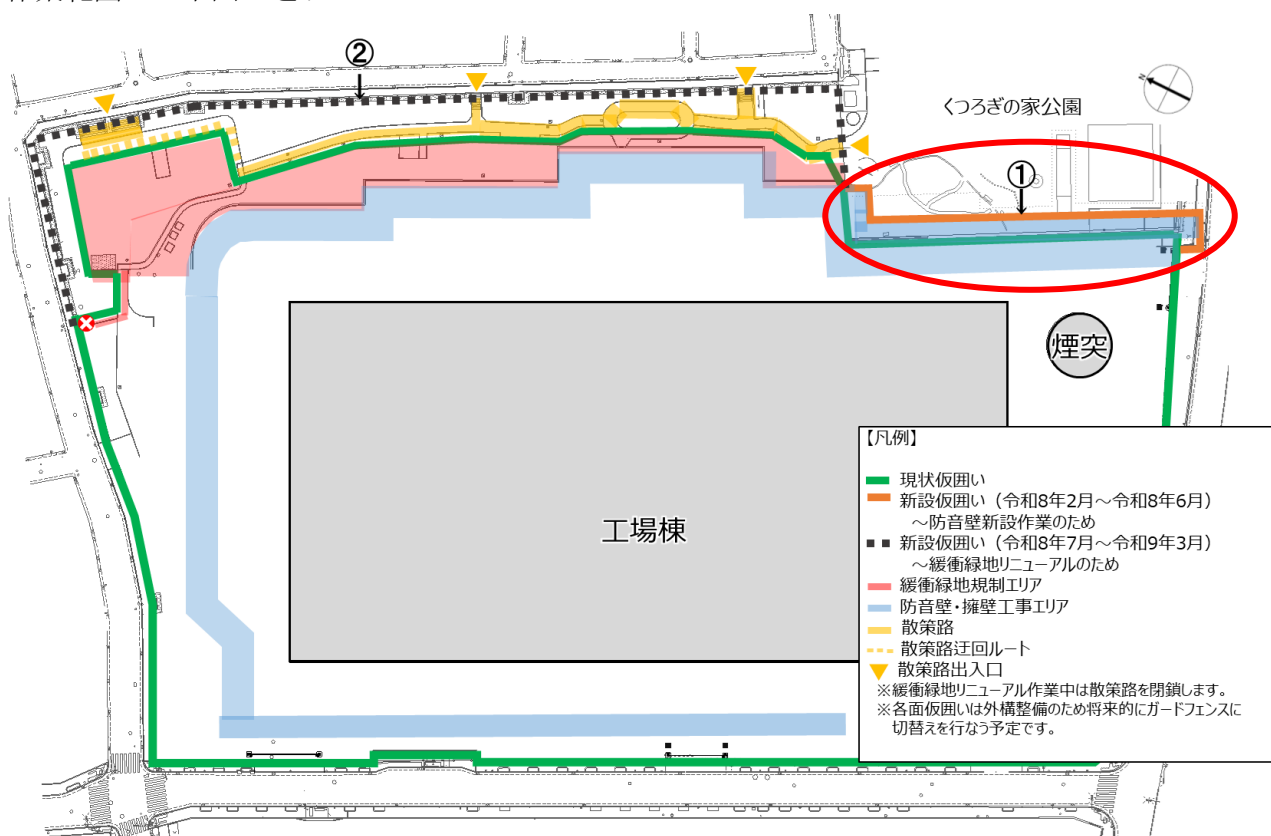 ②
N
くつろぎの家公園
①
煙突
工場棟
【凡例】
現状仮囲い
新設仮囲い（令和8年2月～令和8年6月）
～防音壁新設作業のため
新設仮囲い（令和8年7月～令和9年3月）
～緩衝緑地リニューアルのため
緩衝緑地規制エリア
防音壁・擁壁工事エリア
散策路
散策路迂回ルート
散策路出入口
※緩衝緑地リニューアル作業中は散策路を閉鎖します。
※各面仮囲いは外構整備のため将来的にガードフェンスに
切替えを行なう予定です。